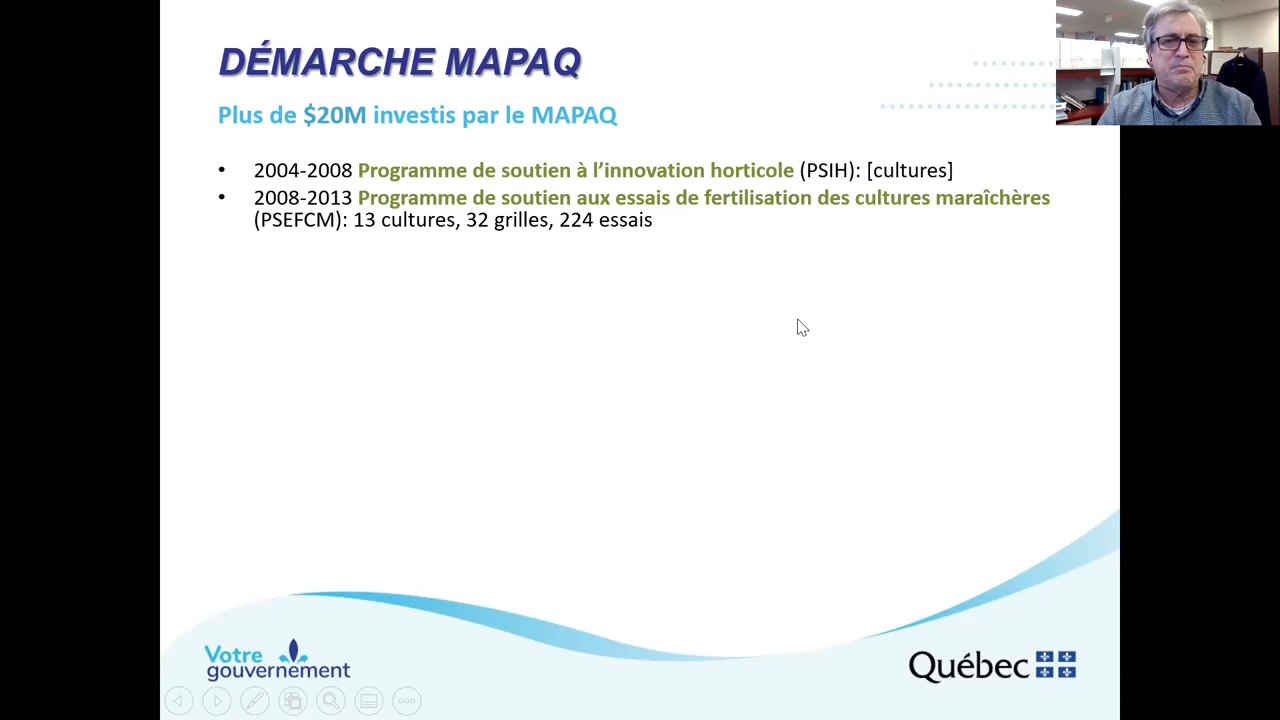 DÉMARCHE MAPAQ
Plus de $20M investis par le MAPAQ
• 2004-2008 Programme de soutien à l’innovation horticole (PSIH): [cultures]
• 2008-2013 Programme de soutien aux essais de fertilisation des cultures maraîchères
(PSEFCM): 13 cultures, 32 grilles, 224 essais
Votre
gouvernement
Québec